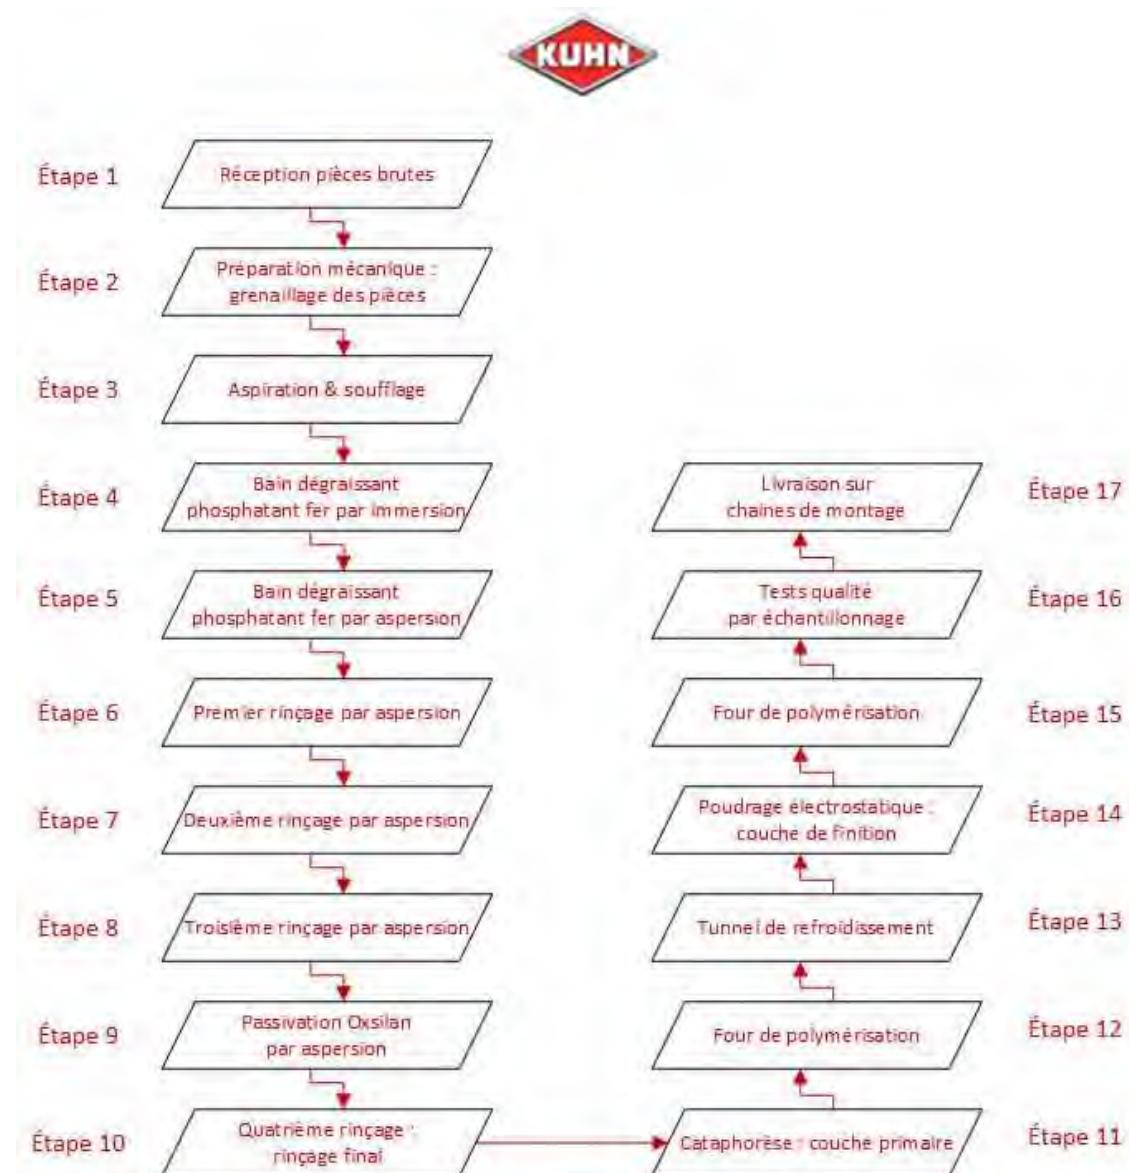 KUHN
Étape 1
Réception pièces brutes
Étape 2
Préparation mécanique :
grenaillage des pièces
Étape 3
Aspiration & soufflage
Étape 4
Bain dégraissant
phosphatant fer par immersion
Étape 5
Bain dégraissant
phosphatant fer par aspersion
Étape 6
Premier rinçage par aspersion
Étape 7
Deuxième rinçage par aspersion
Étape 8
Troisième rinçage par aspersion
Étape 9
Passivation Oxsilan
par aspersion
Étape 10
Quatrième rinçage :
rinçage final
Cataphorèse : couche primaire
Étape 11
Four de polymérisation
Étape 12
Tunnel de refroidissement
Étape 13
Poudrage électrostatique :
couche de finition
Étape 14
Four de polymérisation
Étape 15
Tests qualité
par échantillonnage
Étape 16
Livraison sur
chaines de montage
Étape 17